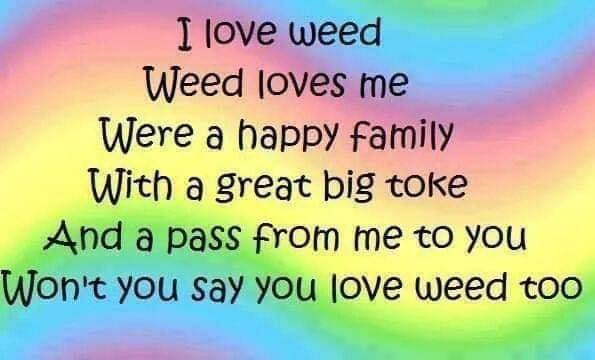 I love weed
Weed loves me
Were a happy family
With a great big toke
And a pass from me to you
Won't you say you love weed too